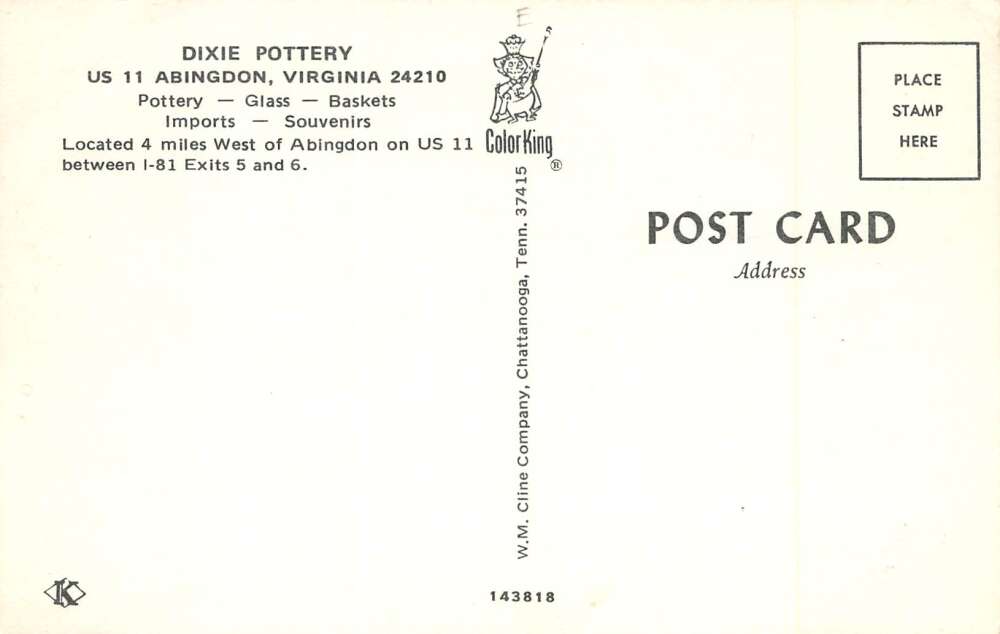 E
DIXIE POTTERY
US 11 ABINGDON, VIRGINIA 24210
Pottery — Glass — Baskets
Imports — Souvenirs
Located 4 miles West of Abingdon on US 11
between I-81 Exits 5 and 6.
ColorKing
®
W.M. Cline Company, Chattanooga, Tenn. 37415
PLACE
STAMP
HERE
POST CARD
Address
K
143818